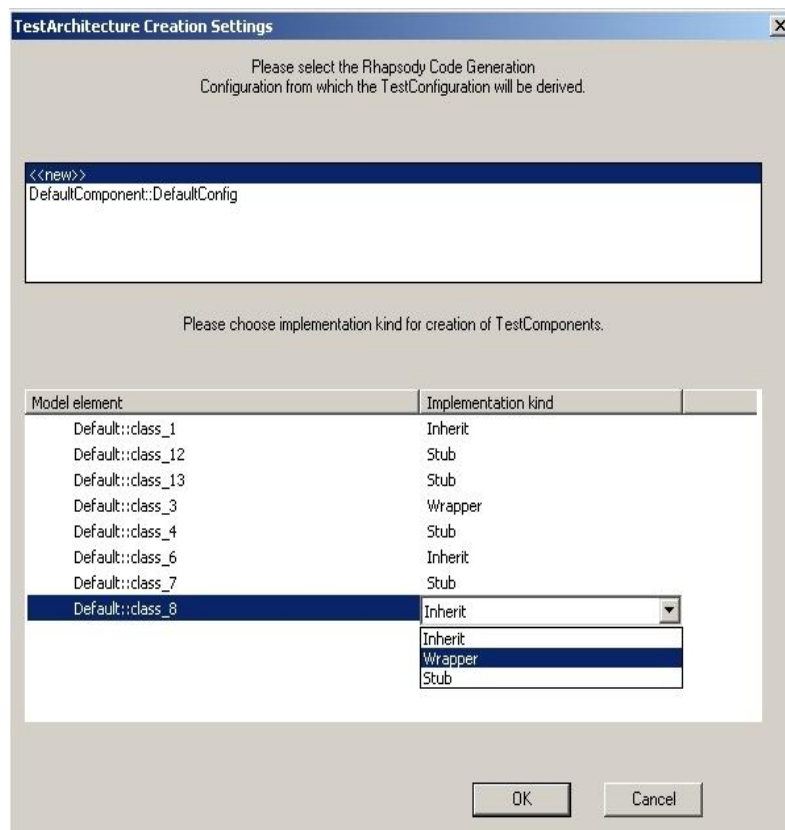 TestArchitecture Creation Settings
Please select the Rhapsody Code Generation
Configuration from which the TestConfiguration will be derived.
<<new>>
DefaultComponent::DefaultConfig
Please choose implementation kind for creation of TestComponents.
Model element Implementation kind
Default::class_1 Inherit
Default::class_12 Stub
Default::class_13 Stub
Default::class_3 Wrapper
Default::class_4 Stub
Default::class_6 Inherit
Default::class_7 Stub
Default::class_8 Inherit
Inherit
Wrapper
Stub
OK Cancel